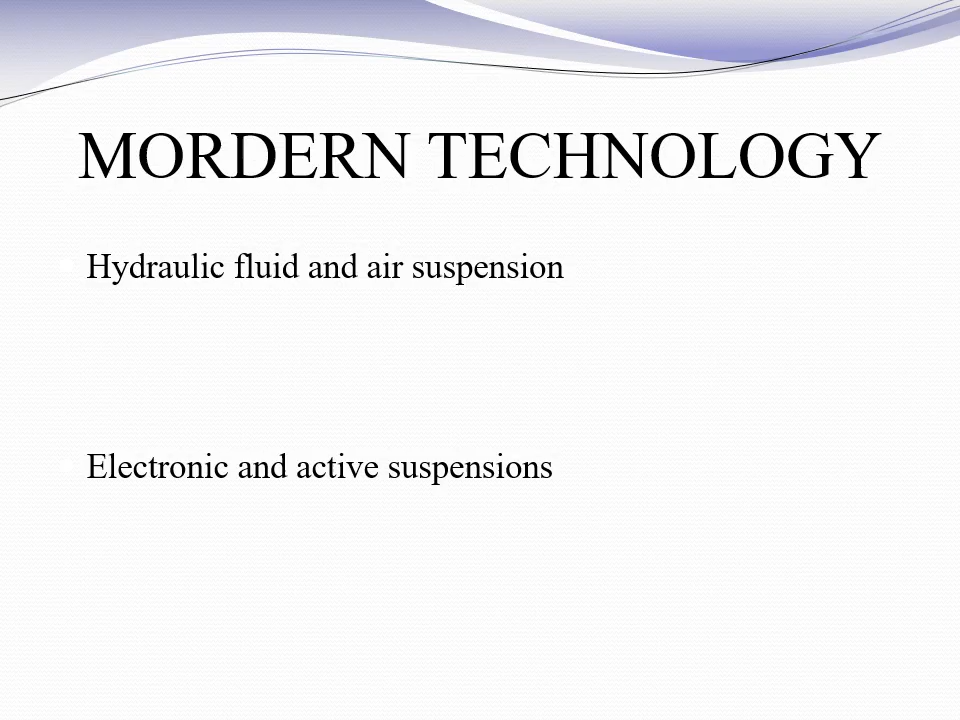 MORDERN TECHNOLOGY
Hydraulic fluid and air suspension
Electronic and active suspensions